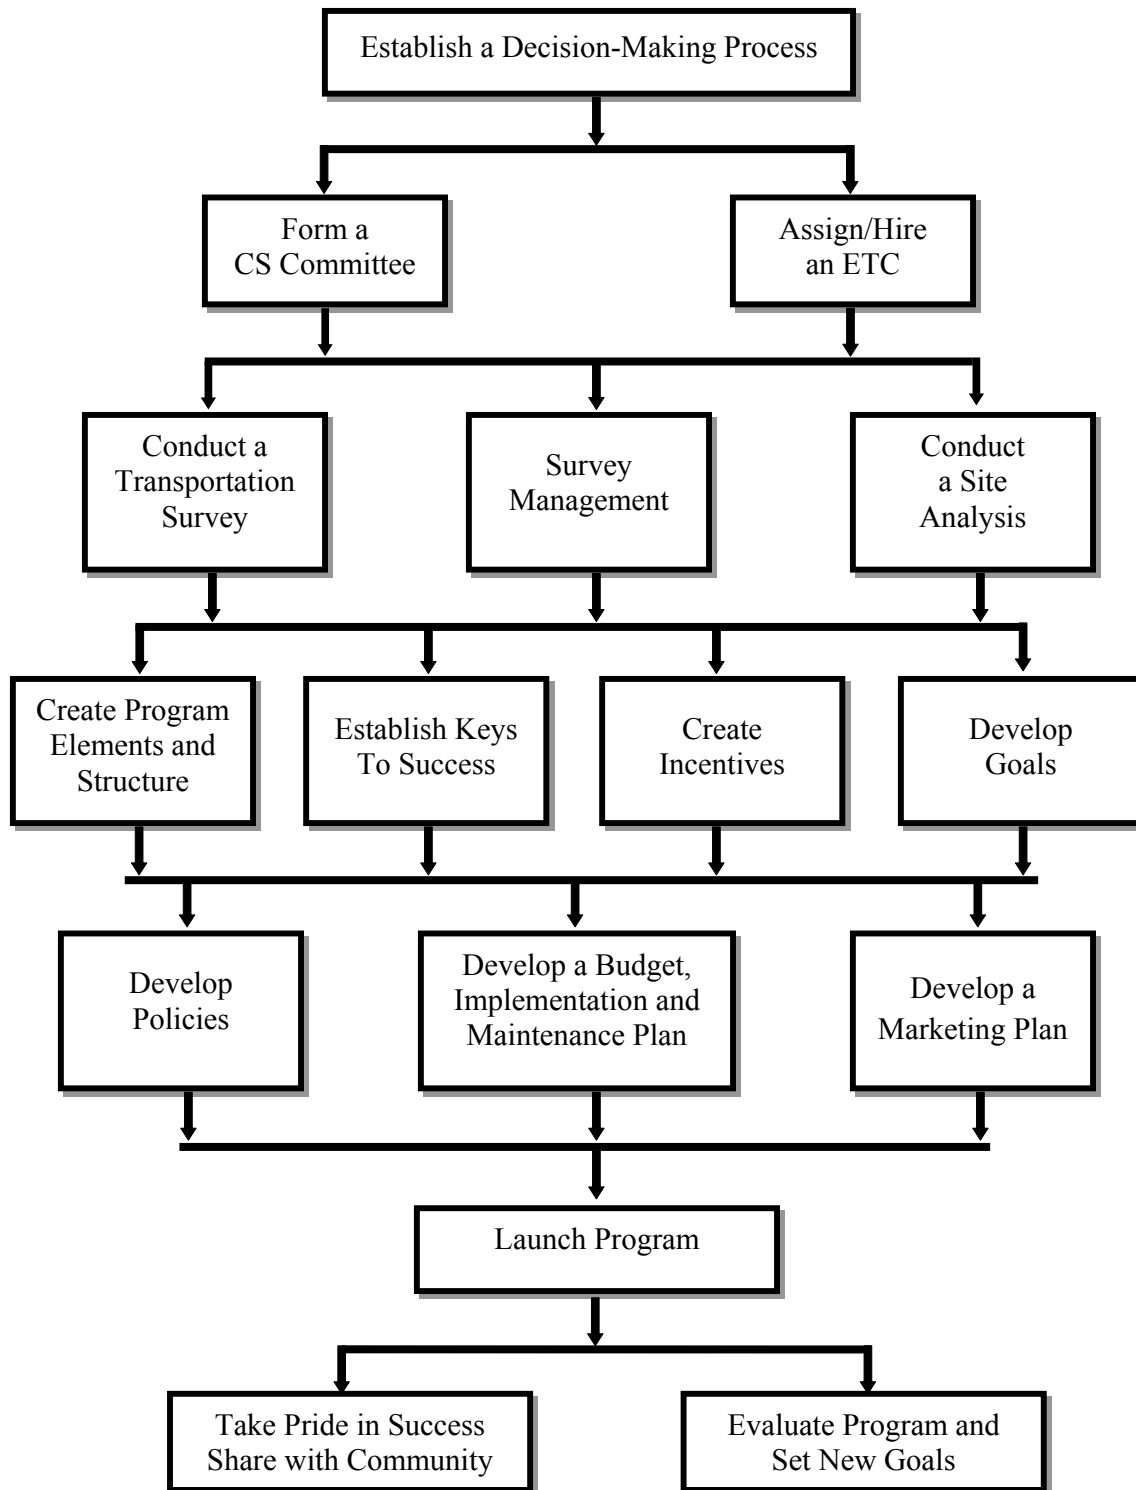 Establish a Decision-Making Process
Form a
CS Committee
Assign/Hire
an ETC
Conduct a
Transportation
Survey
Survey
Management
Conduct
a Site
Analysis
Create Program
Elements and
Structure
Establish Keys
To Success
Create
Incentives
Develop
Goals
Develop
Policies
Develop a Budget,
Implementation and
Maintenance Plan
Develop a
Marketing Plan
Launch Program
Take Pride in Success
Share with Community
Evaluate Program and
Set New Goals